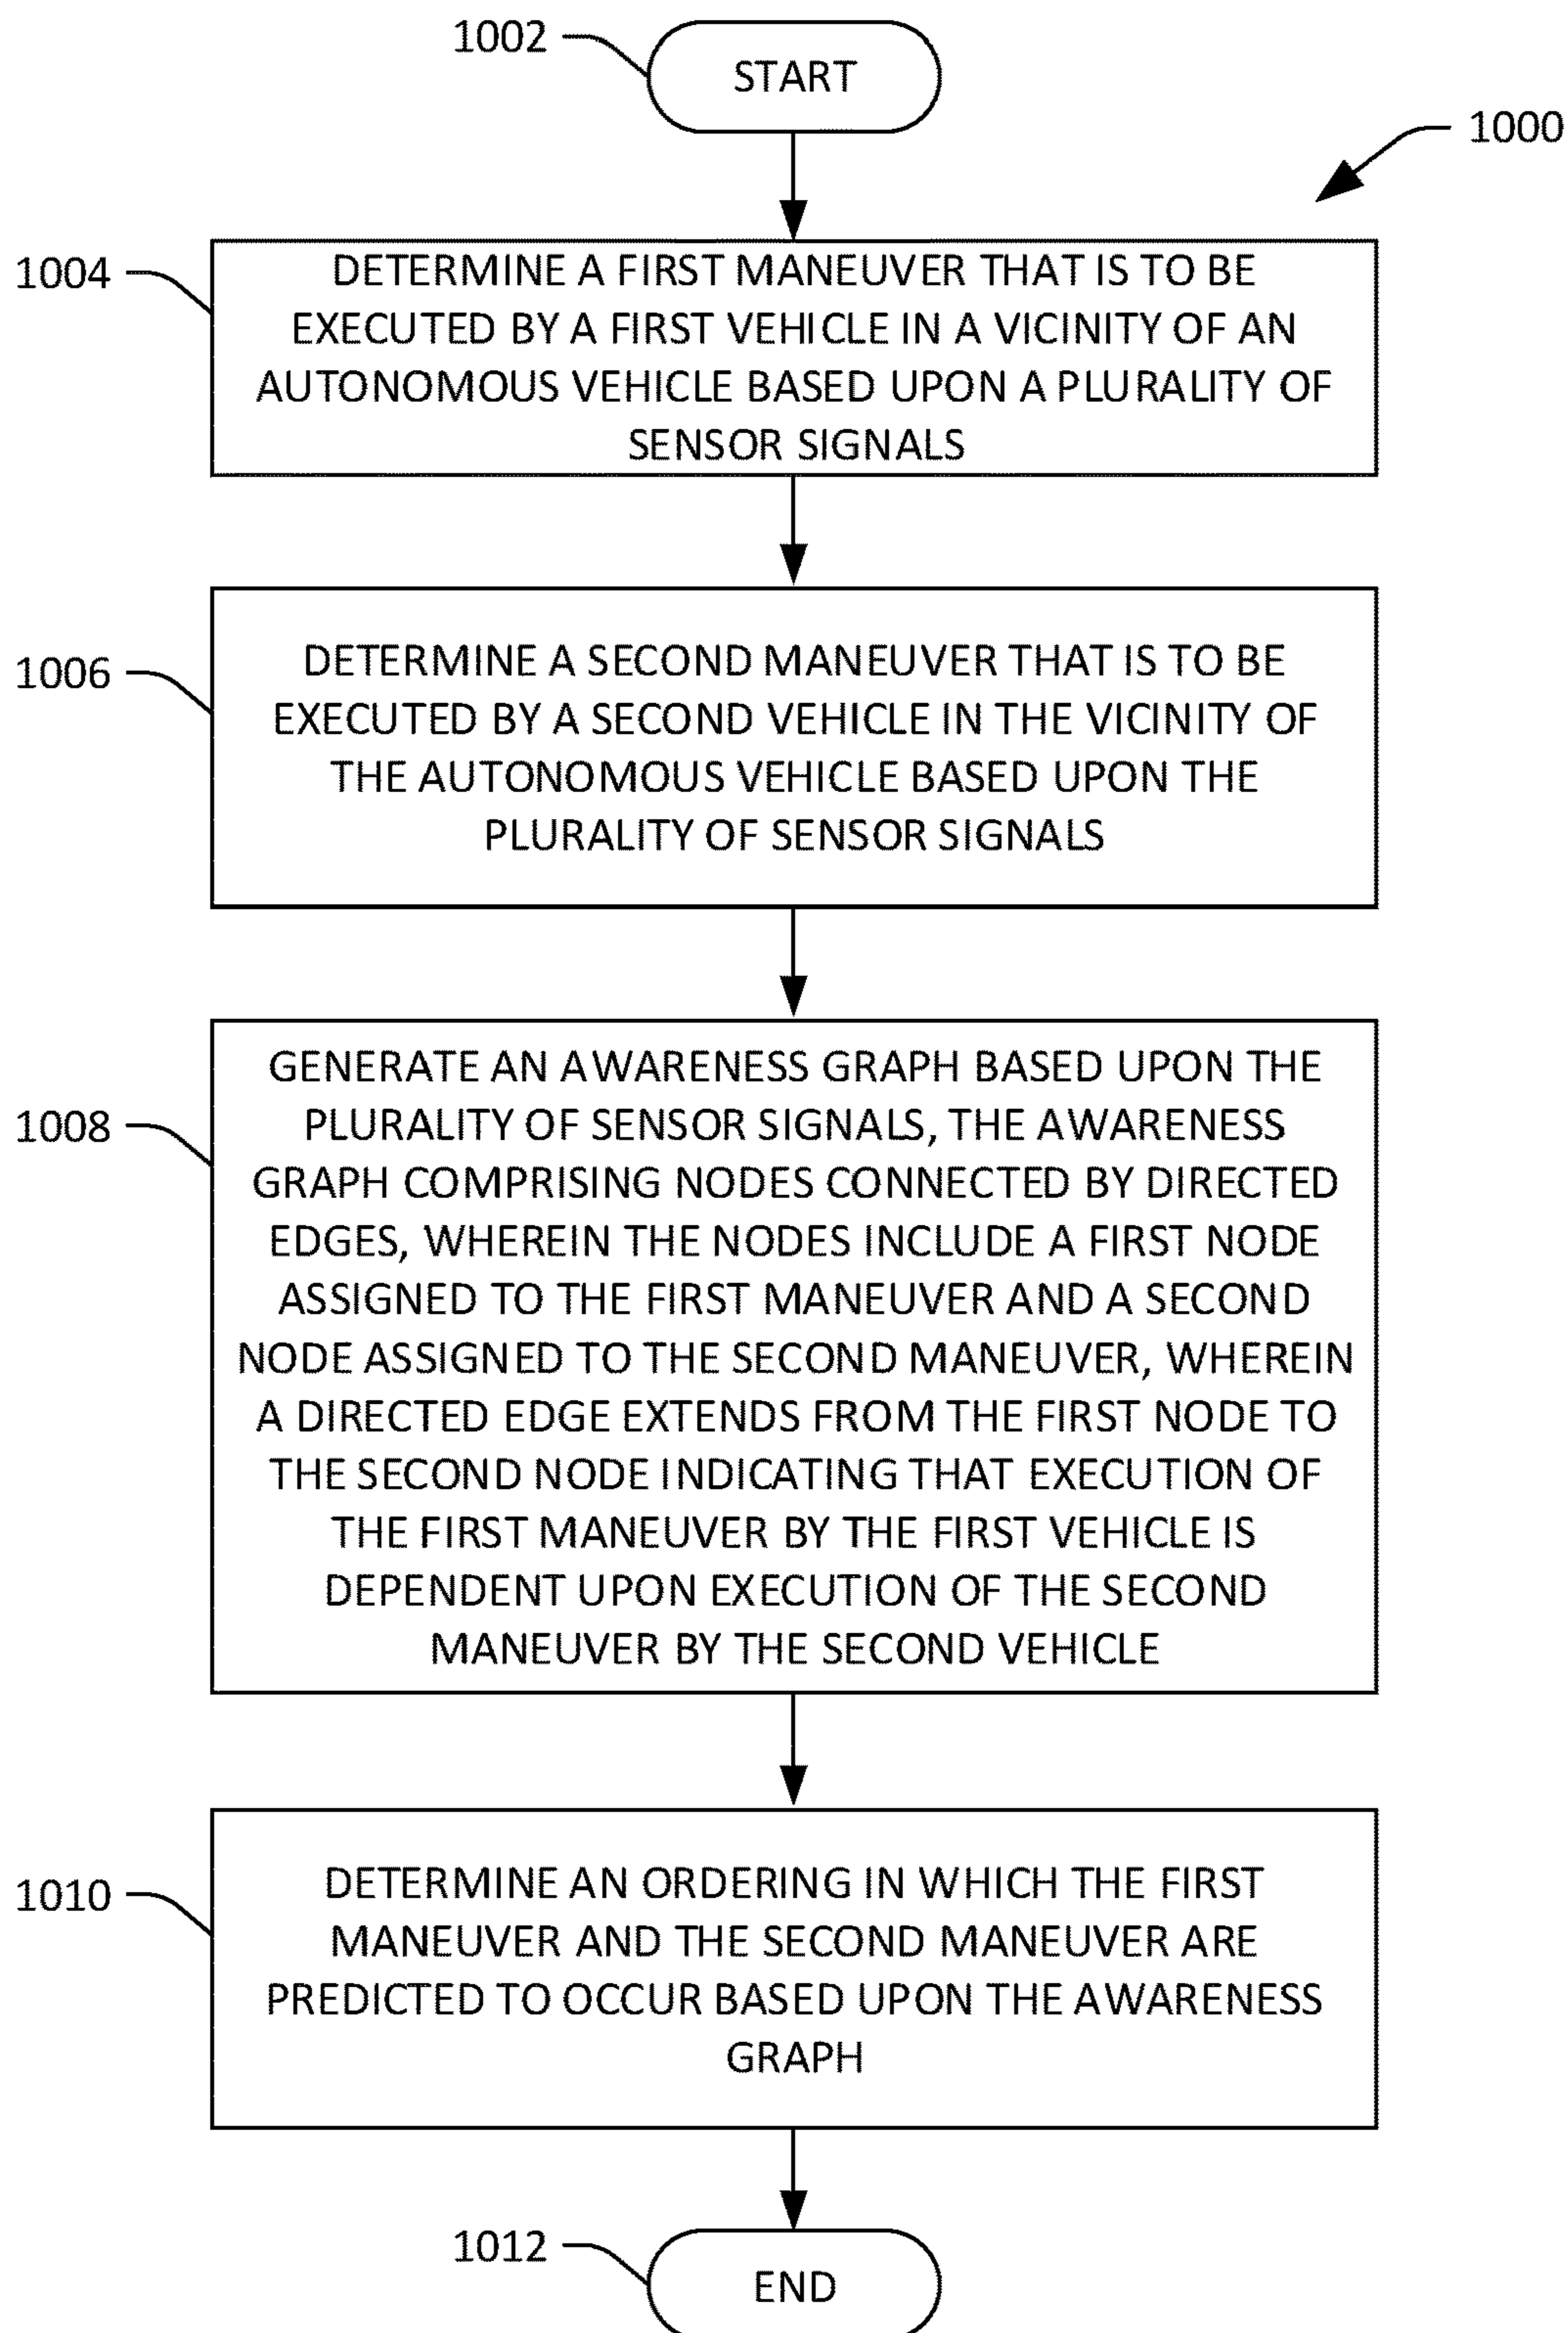 1002
START
1000
1004
DETERMINE A FIRST MANEUVER THAT IS TO BE
EXECUTED BY A FIRST VEHICLE IN A VICINITY OF AN
AUTONOMOUS VEHICLE BASED UPON A PLURALITY OF
SENSOR SIGNALS
1006
DETERMINE A SECOND MANEUVER THAT IS TO BE
EXECUTED BY A SECOND VEHICLE IN THE VICINITY OF
THE AUTONOMOUS VEHICLE BASED UPON THE
PLURALITY OF SENSOR SIGNALS
1008
GENERATE AN AWARENESS GRAPH BASED UPON THE
PLURALITY OF SENSOR SIGNALS, THE AWARENESS
GRAPH COMPRISING NODES CONNECTED BY DIRECTED
EDGES, WHEREIN THE NODES INCLUDE A FIRST NODE
ASSIGNED TO THE FIRST MANEUVER AND A SECOND
NODE ASSIGNED TO THE SECOND MANEUVER, WHEREIN
A DIRECTED EDGE EXTENDS FROM THE FIRST NODE TO
THE SECOND NODE INDICATING THAT EXECUTION OF
THE FIRST MANEUVER BY THE FIRST VEHICLE IS
DEPENDENT UPON EXECUTION OF THE SECOND
MANEUVER BY THE SECOND VEHICLE
1010
DETERMINE AN ORDERING IN WHICH THE FIRST
MANEUVER AND THE SECOND MANEUVER ARE
PREDICTED TO OCCUR BASED UPON THE AWARENESS
GRAPH
1012
END